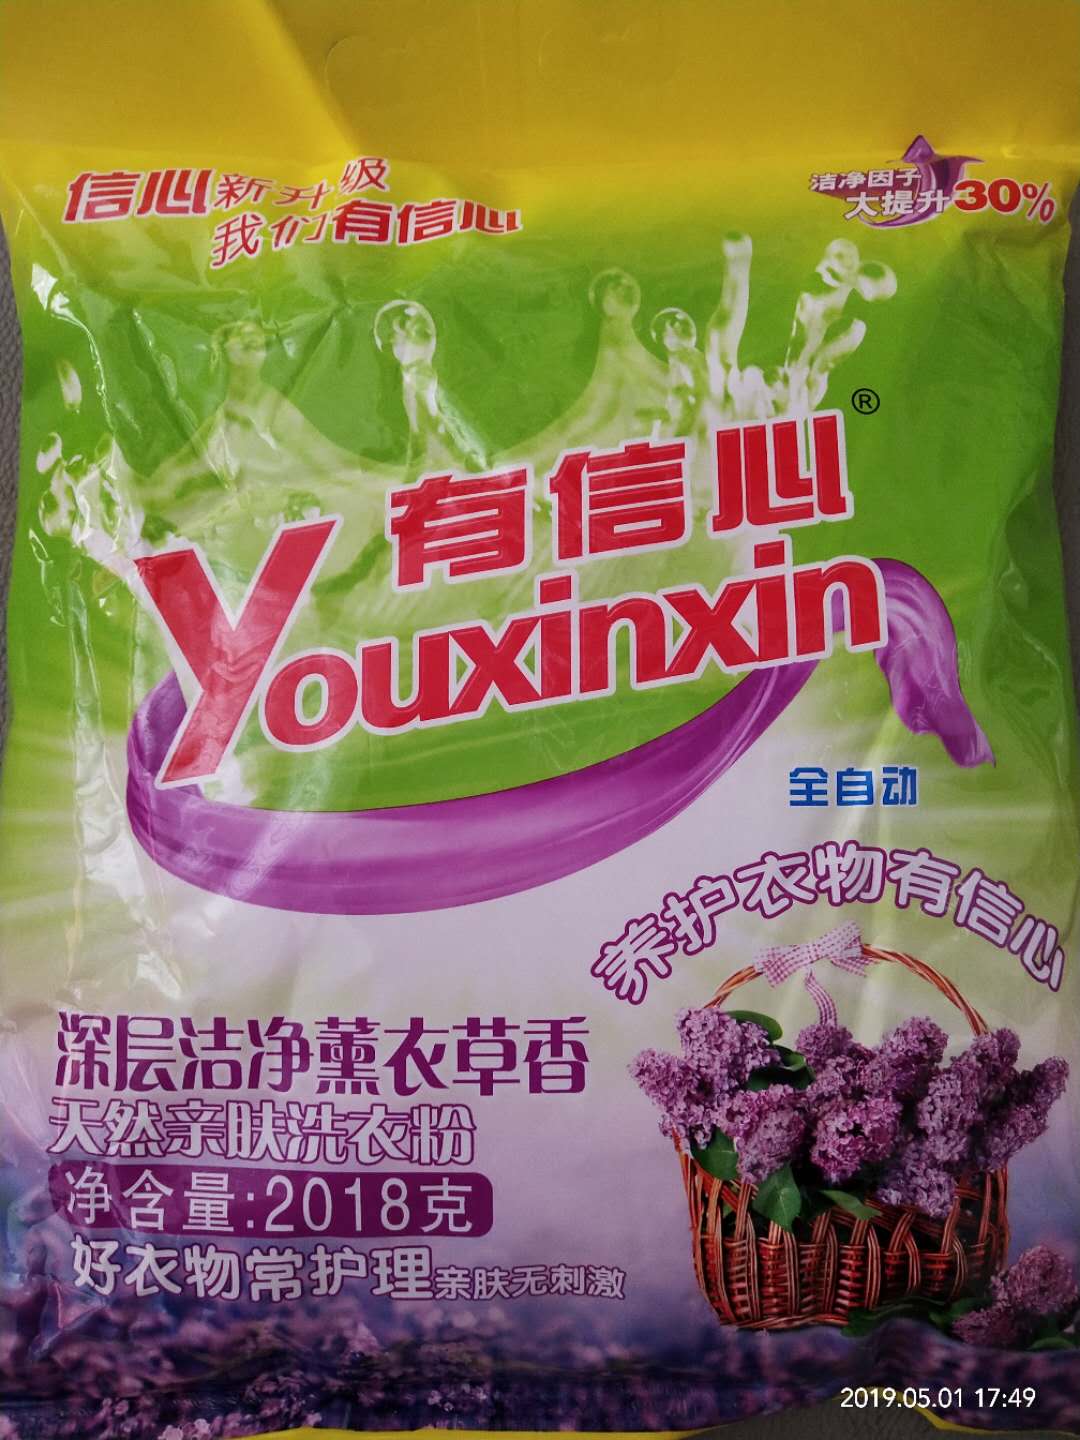 信心新升级
我们有信心
洁净因子
大提升30%
®
有信心
Youxinxin
全自动
养护衣物有信心
深层洁净薰衣草香
天然亲肤洗衣粉
净含量:2018克
好衣物常护理亲肤无刺激
2019.05.01 17:49